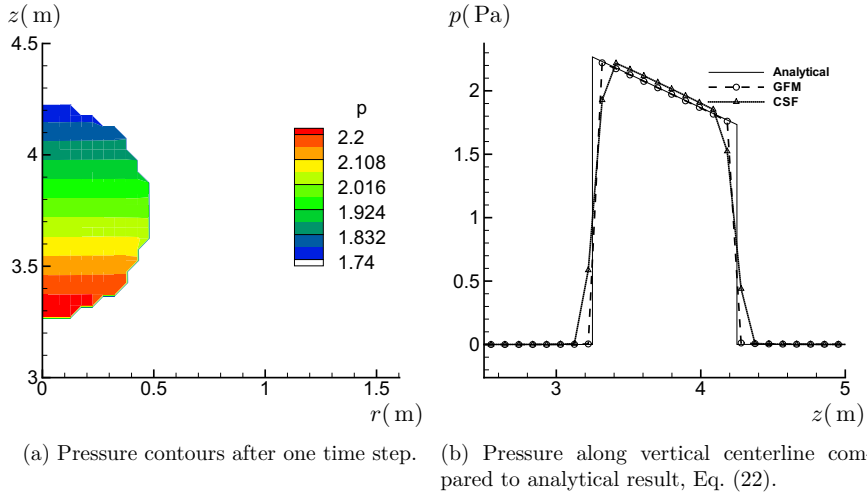 z( m)
4.5
4
3.5
3
0
0.5
1
1.5
r( m)
p
2.2
2.108
2.016
1.924
1.832
1.74
(a) Pressure contours after one time step.
p( Pa)
2
1.5
1
0.5
0
3
4
5
z( m)
Analytical
GFM
CSF
(b) Pressure along vertical centerline com-
pared to analytical result, Eq. (22).